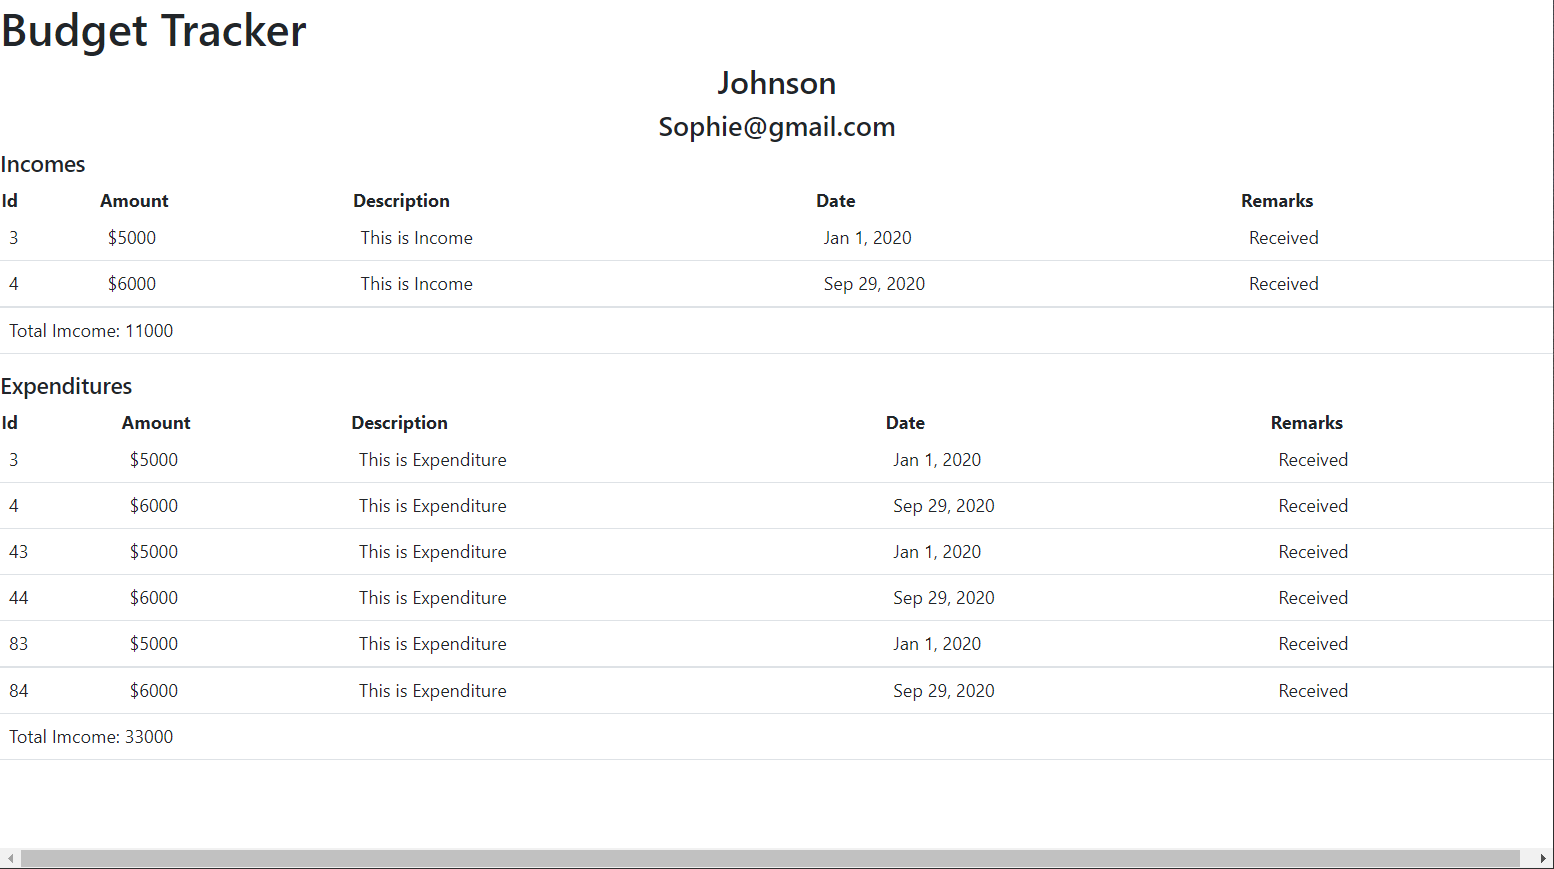 Budget Tracker
Johnson
Sophie@gmail.com
Incomes
Id Amount Description Date Remarks
3 $5000 This is Income Jan 1, 2020 Received
4 $6000 This is Income Sep 29, 2020 Received
Total Imcome: 11000
Expenditures
Id Amount Description Date Remarks
3 $5000 This is Expenditure Jan 1, 2020 Received
4 $6000 This is Expenditure Sep 29, 2020 Received
43 $5000 This is Expenditure Jan 1, 2020 Received
44 $6000 This is Expenditure Sep 29, 2020 Received
83 $5000 This is Expenditure Jan 1, 2020 Received
84 $6000 This is Expenditure Sep 29, 2020 Received
Total Imcome: 33000